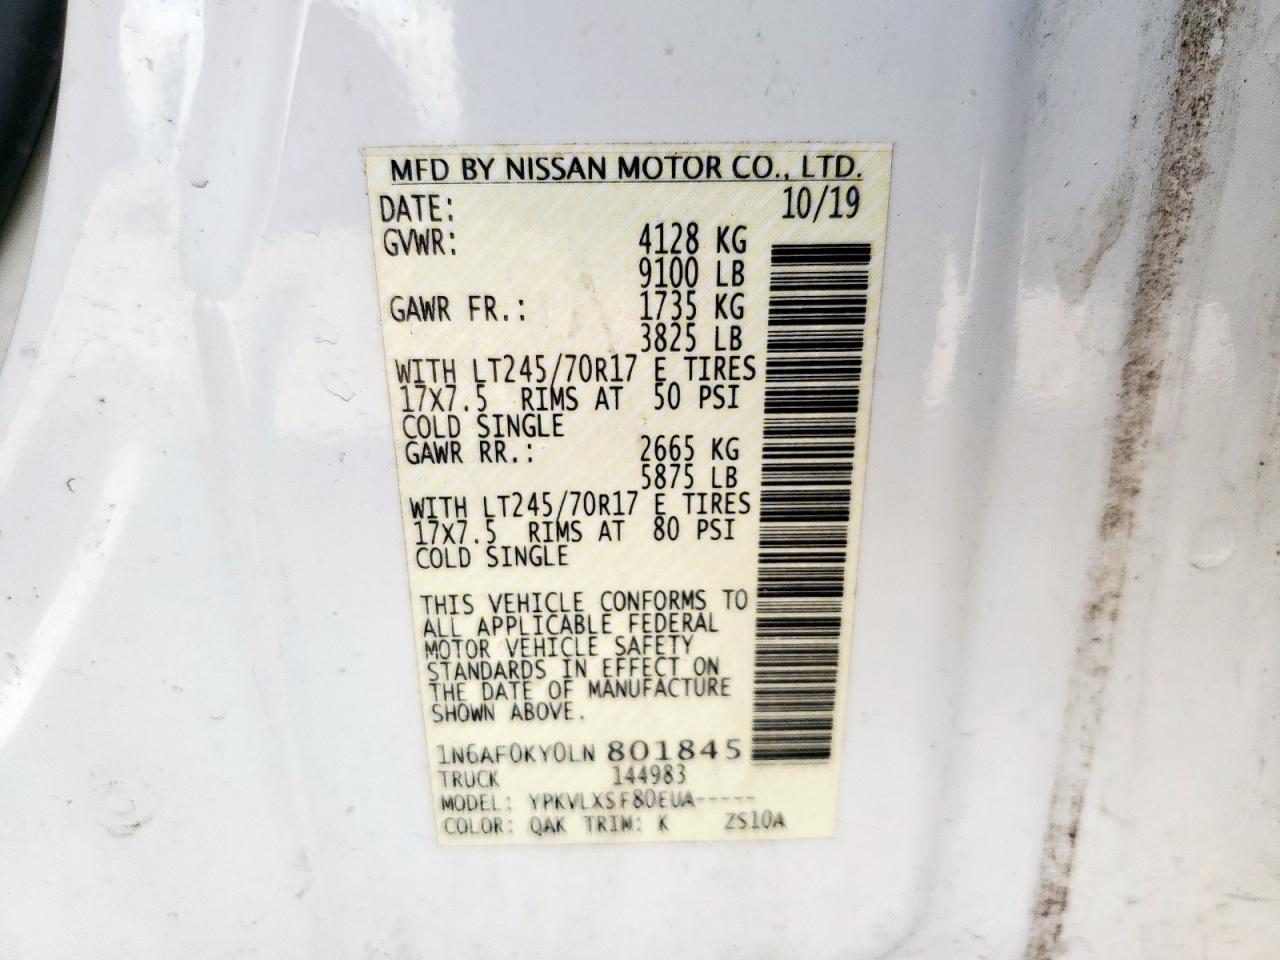 MFD BY NISSAN MOTOR CO., LTD.
DATE: 10/19
GVWR: 4128 KG
9100 LB
GAWR FR.: 1735 KG
3825 LB
WITH LT245/70R17 E TIRES
17X7.5 RIMS AT 50 PSI
COLD SINGLE
GAWR RR.: 2665 KG
5875 LB
WITH LT245/70R17 E TIRES
17X7.5 RIMS AT 80 PSI
COLD SINGLE
THIS VEHICLE CONFORMS TO
ALL APPLICABLE FEDERAL
MOTOR VEHICLE SAFETY
STANDARDS IN EFFECT ON
THE DATE OF MANUFACTURE
SHOWN ABOVE.
1N6AF0KY0LN 801845
TRUCK 144983
MODEL: YPKVLXSF80EUA-----
COLOR: QAK TRIM: K ZS10A